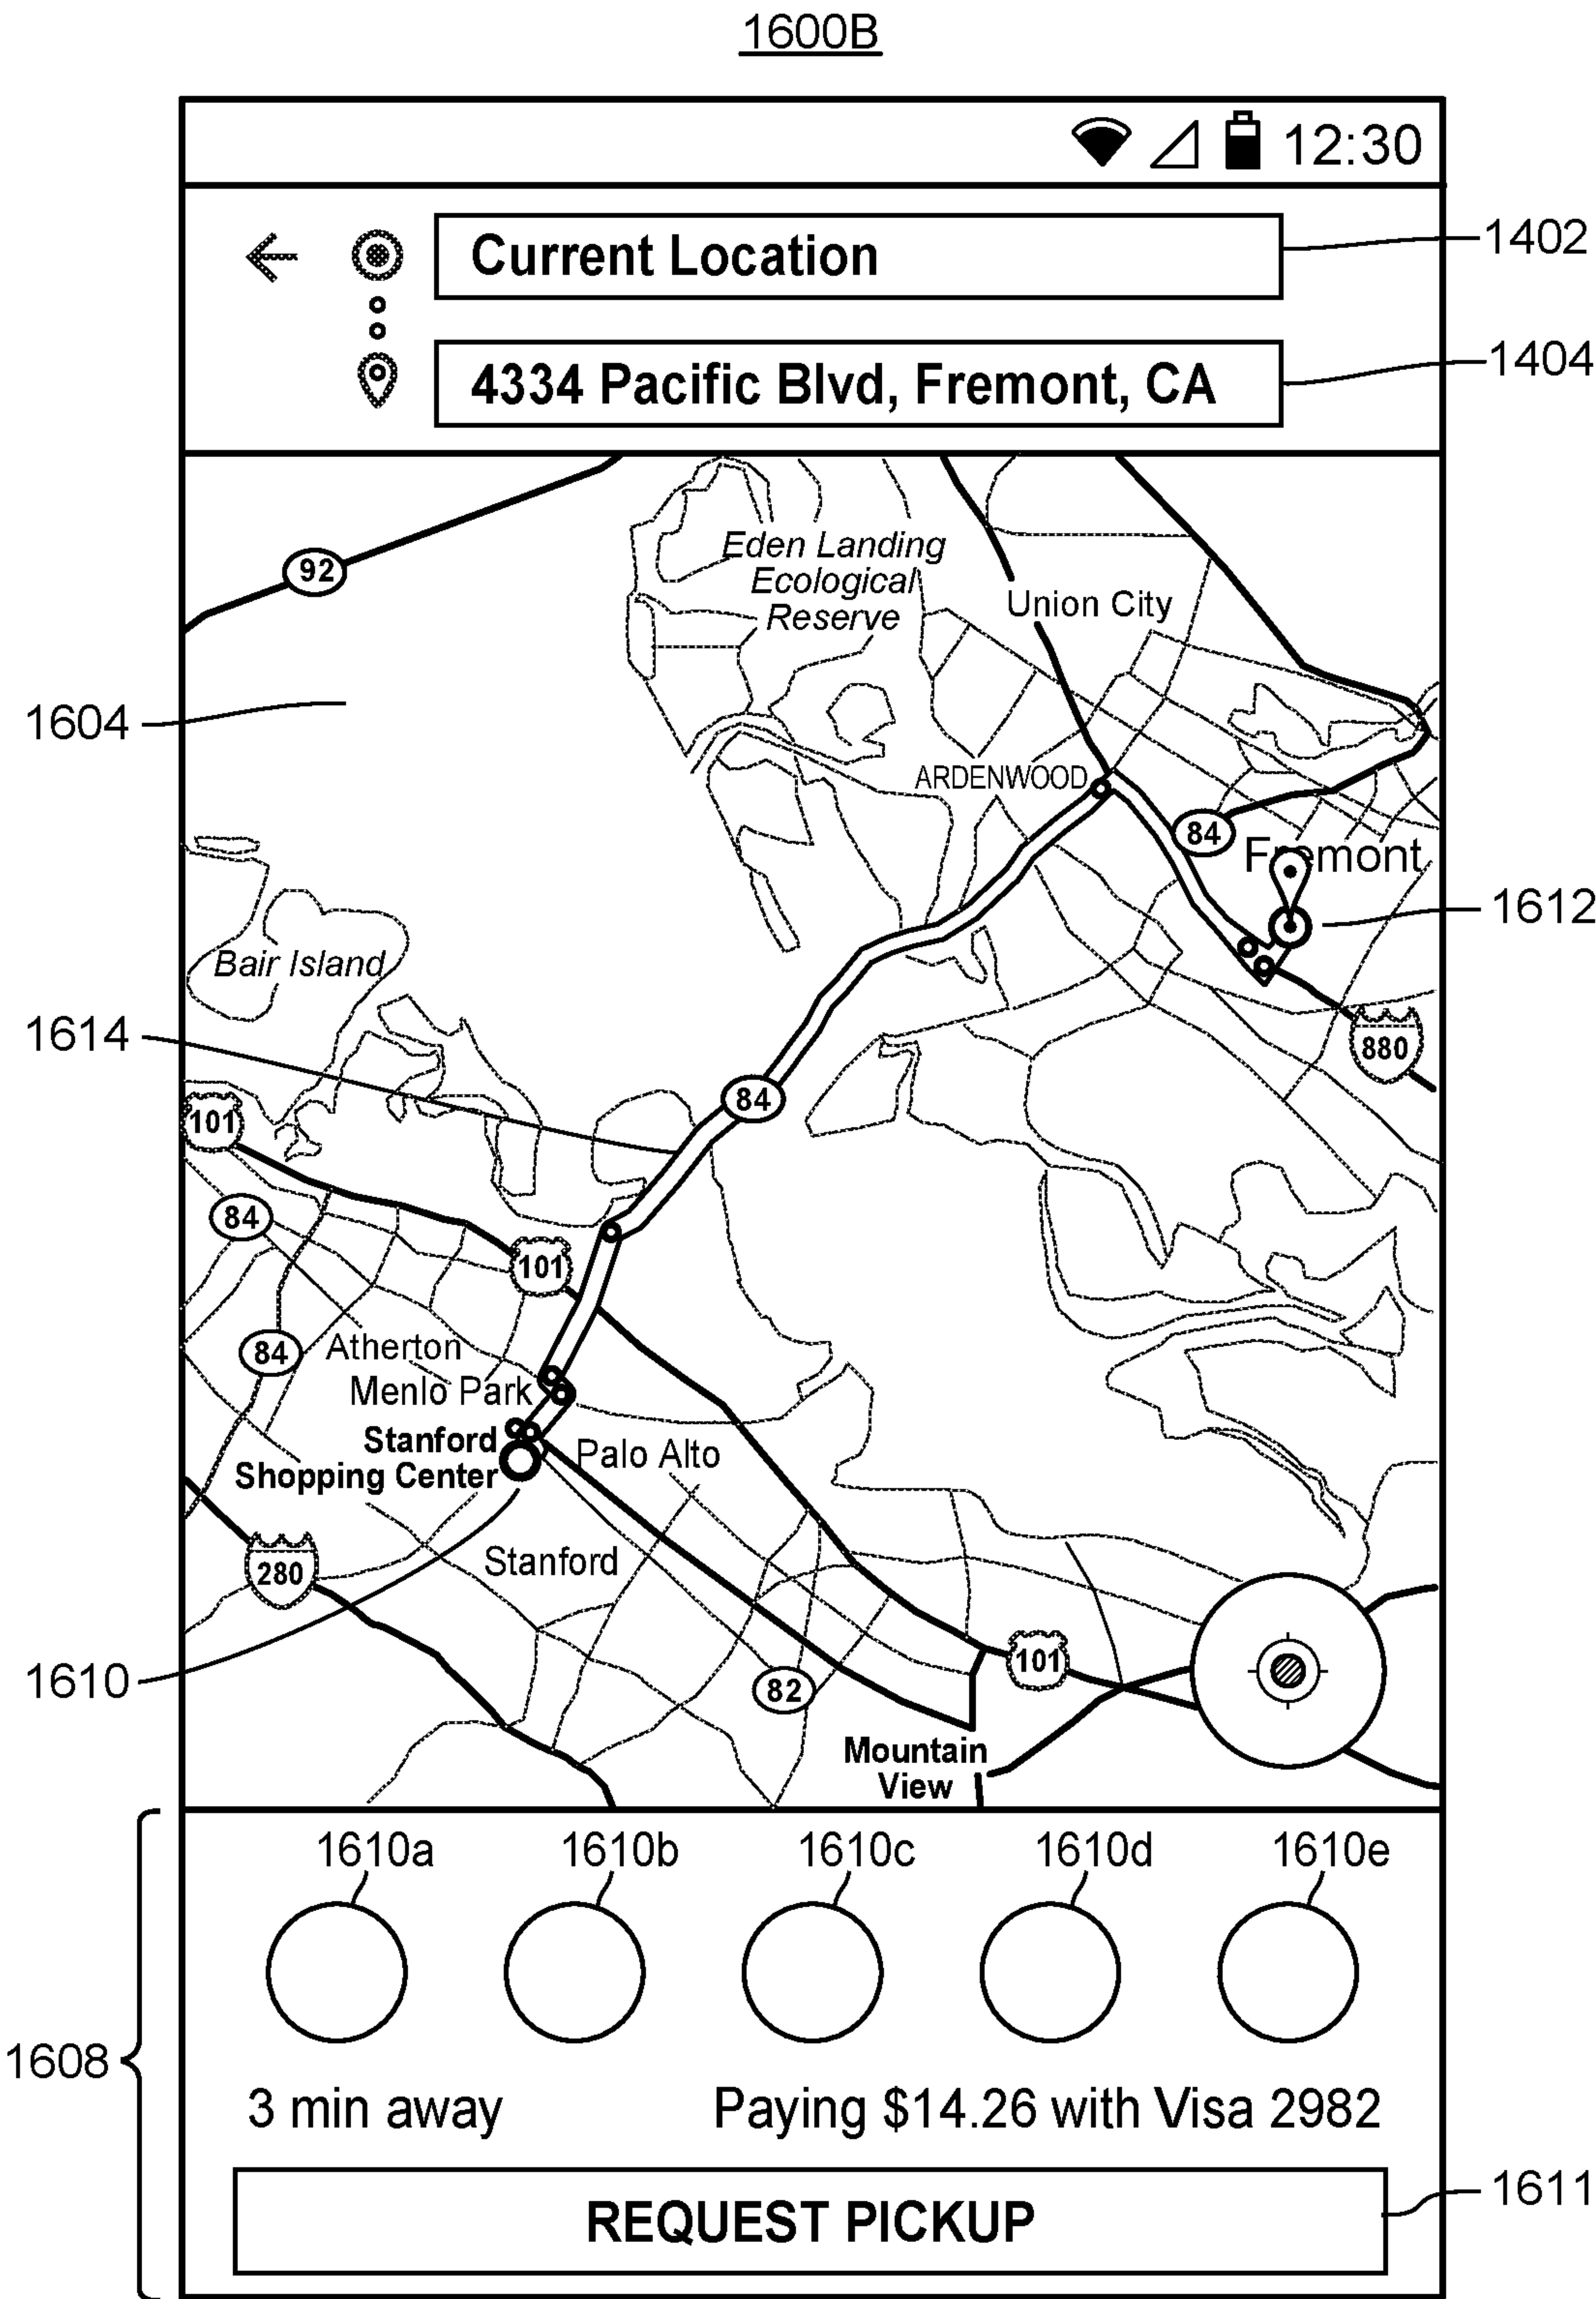 1600B
12:30
Current Location
1402
4334 Pacific Blvd, Fremont, CA
1404
92
Eden Landing
Ecological
Reserve
Union City
1604
ARDENWOOD
84
Fremont
1612
Bair Island
1614
880
84
101
84
101
84
Atherton
Menlo Park
Stanford
Shopping Center
Palo Alto
280
Stanford
1610
101
82
Mountain
View
1610a 1610b 1610c 1610d 1610e
1608
3 min away Paying $14.26 with Visa 2982
REQUEST PICKUP
1611